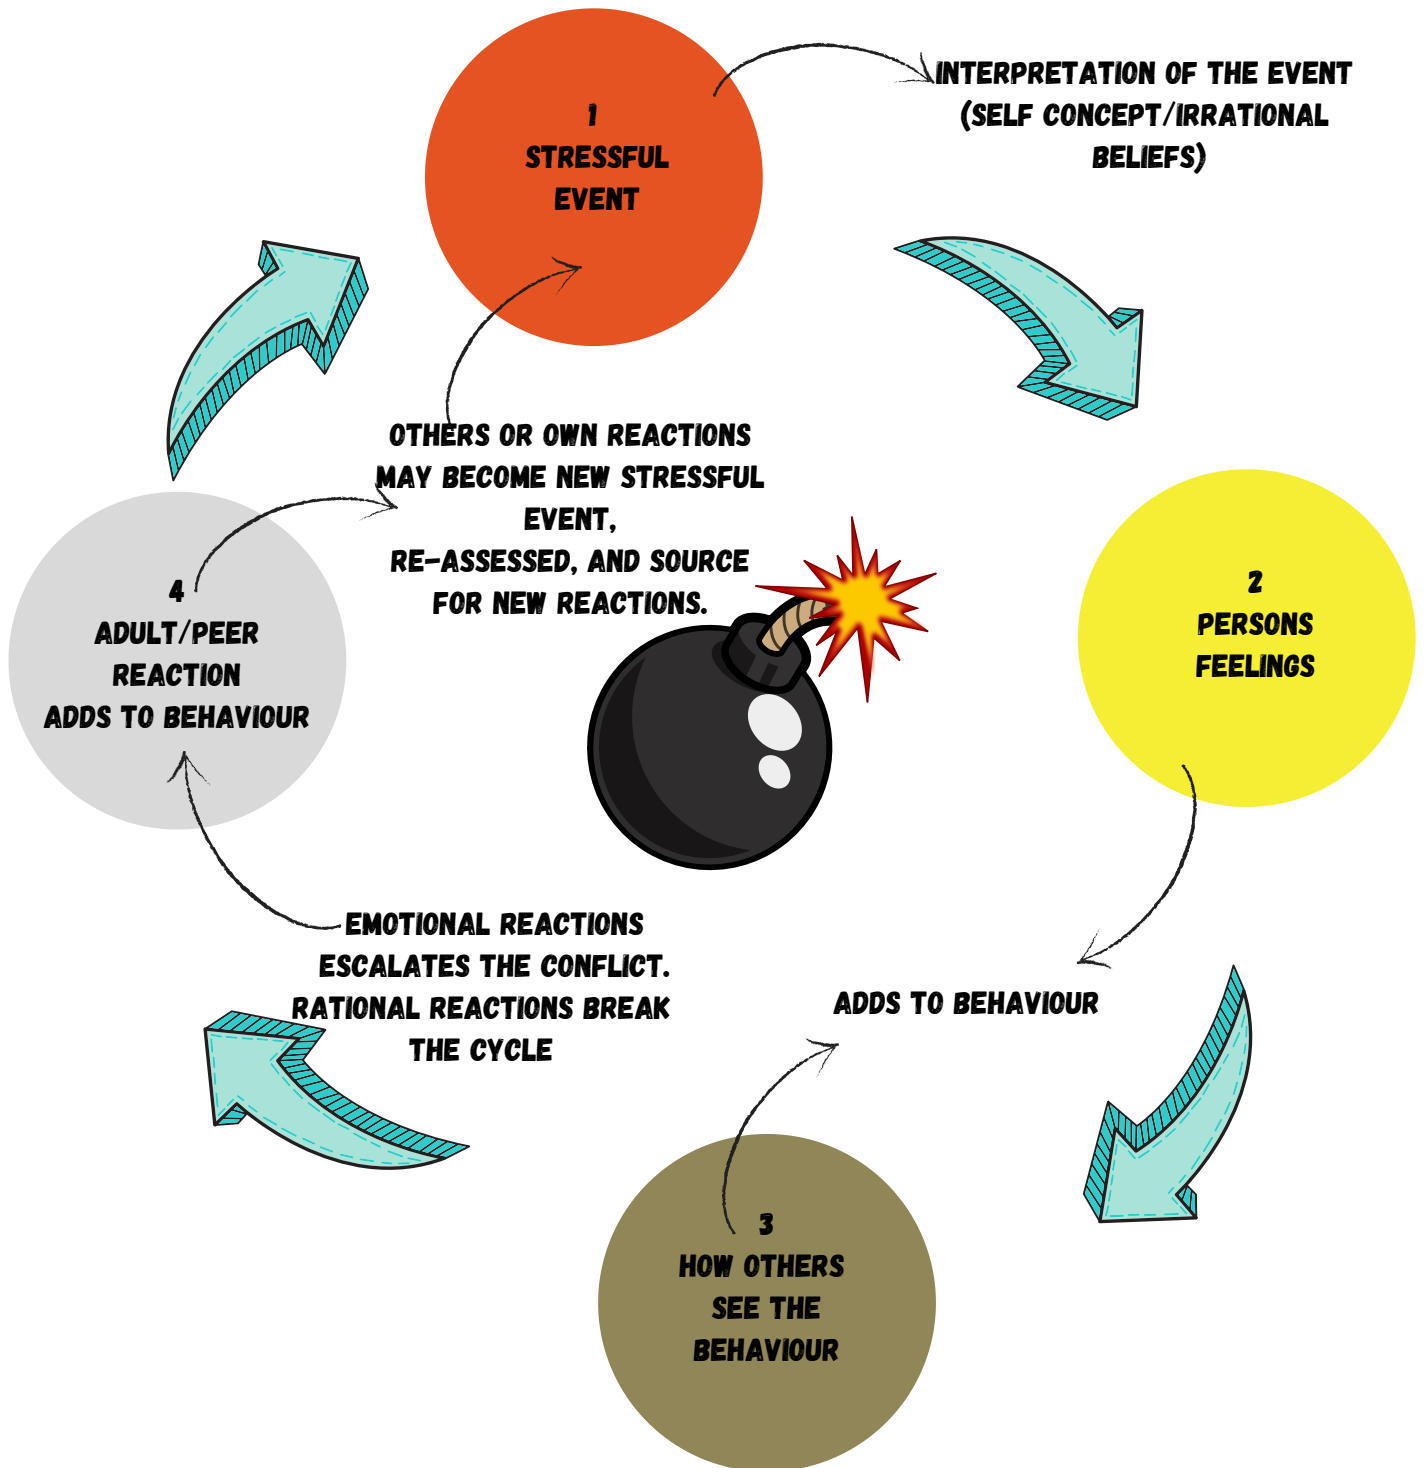 1
STRESSFUL
EVENT
INTERPRETATION OF THE EVENT
(SELF CONCEPT/IRRATIONAL
BELIEFS)
2
PERSONS
FEELINGS
ADDS TO BEHAVIOUR
3
HOW OTHERS
SEE THE
BEHAVIOUR
EMOTIONAL REACTIONS
ESCALATES THE CONFLICT.
RATIONAL REACTIONS BREAK
THE CYCLE
4
ADULT/PEER
REACTION
ADDS TO BEHAVIOUR
OTHERS OR OWN REACTIONS
MAY BECOME NEW STRESSFUL
EVENT,
RE-ASSESSED, AND SOURCE
FOR NEW REACTIONS.